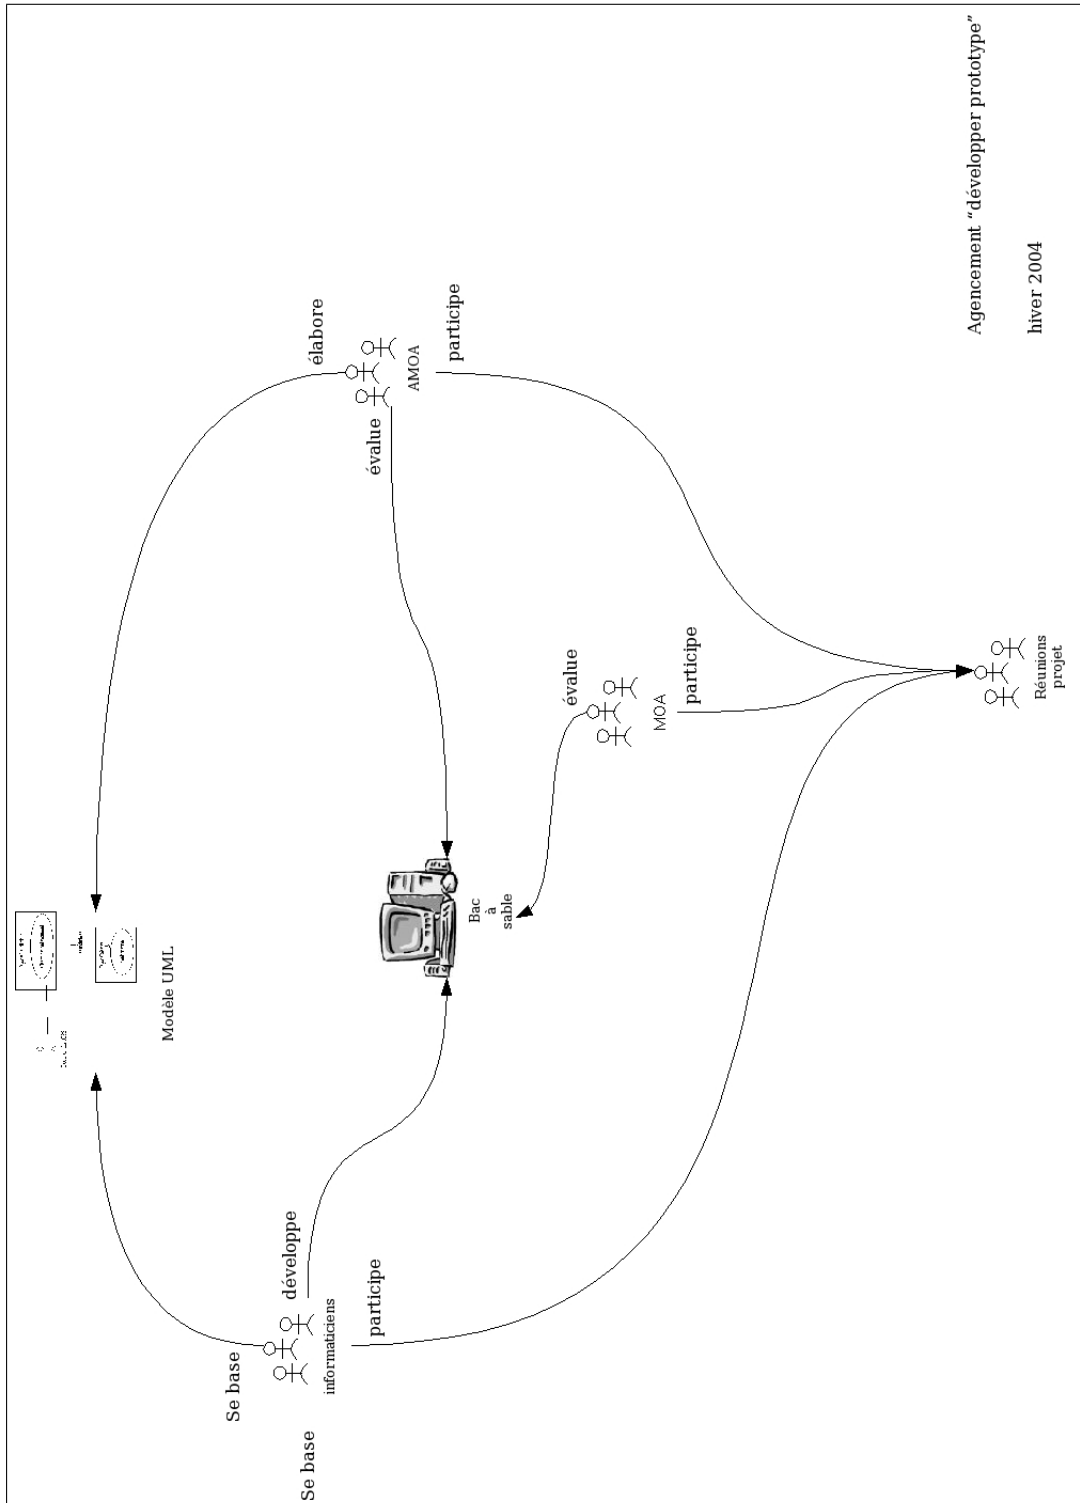 Modèle UML
élabore
AMOA
participe
évalue
Bac
à
sable
évalue
MOA
participe
Se base
développe
informaticiens
participe
Se base
Réunions
projet
Agencement “développer prototype”
hiver 2004